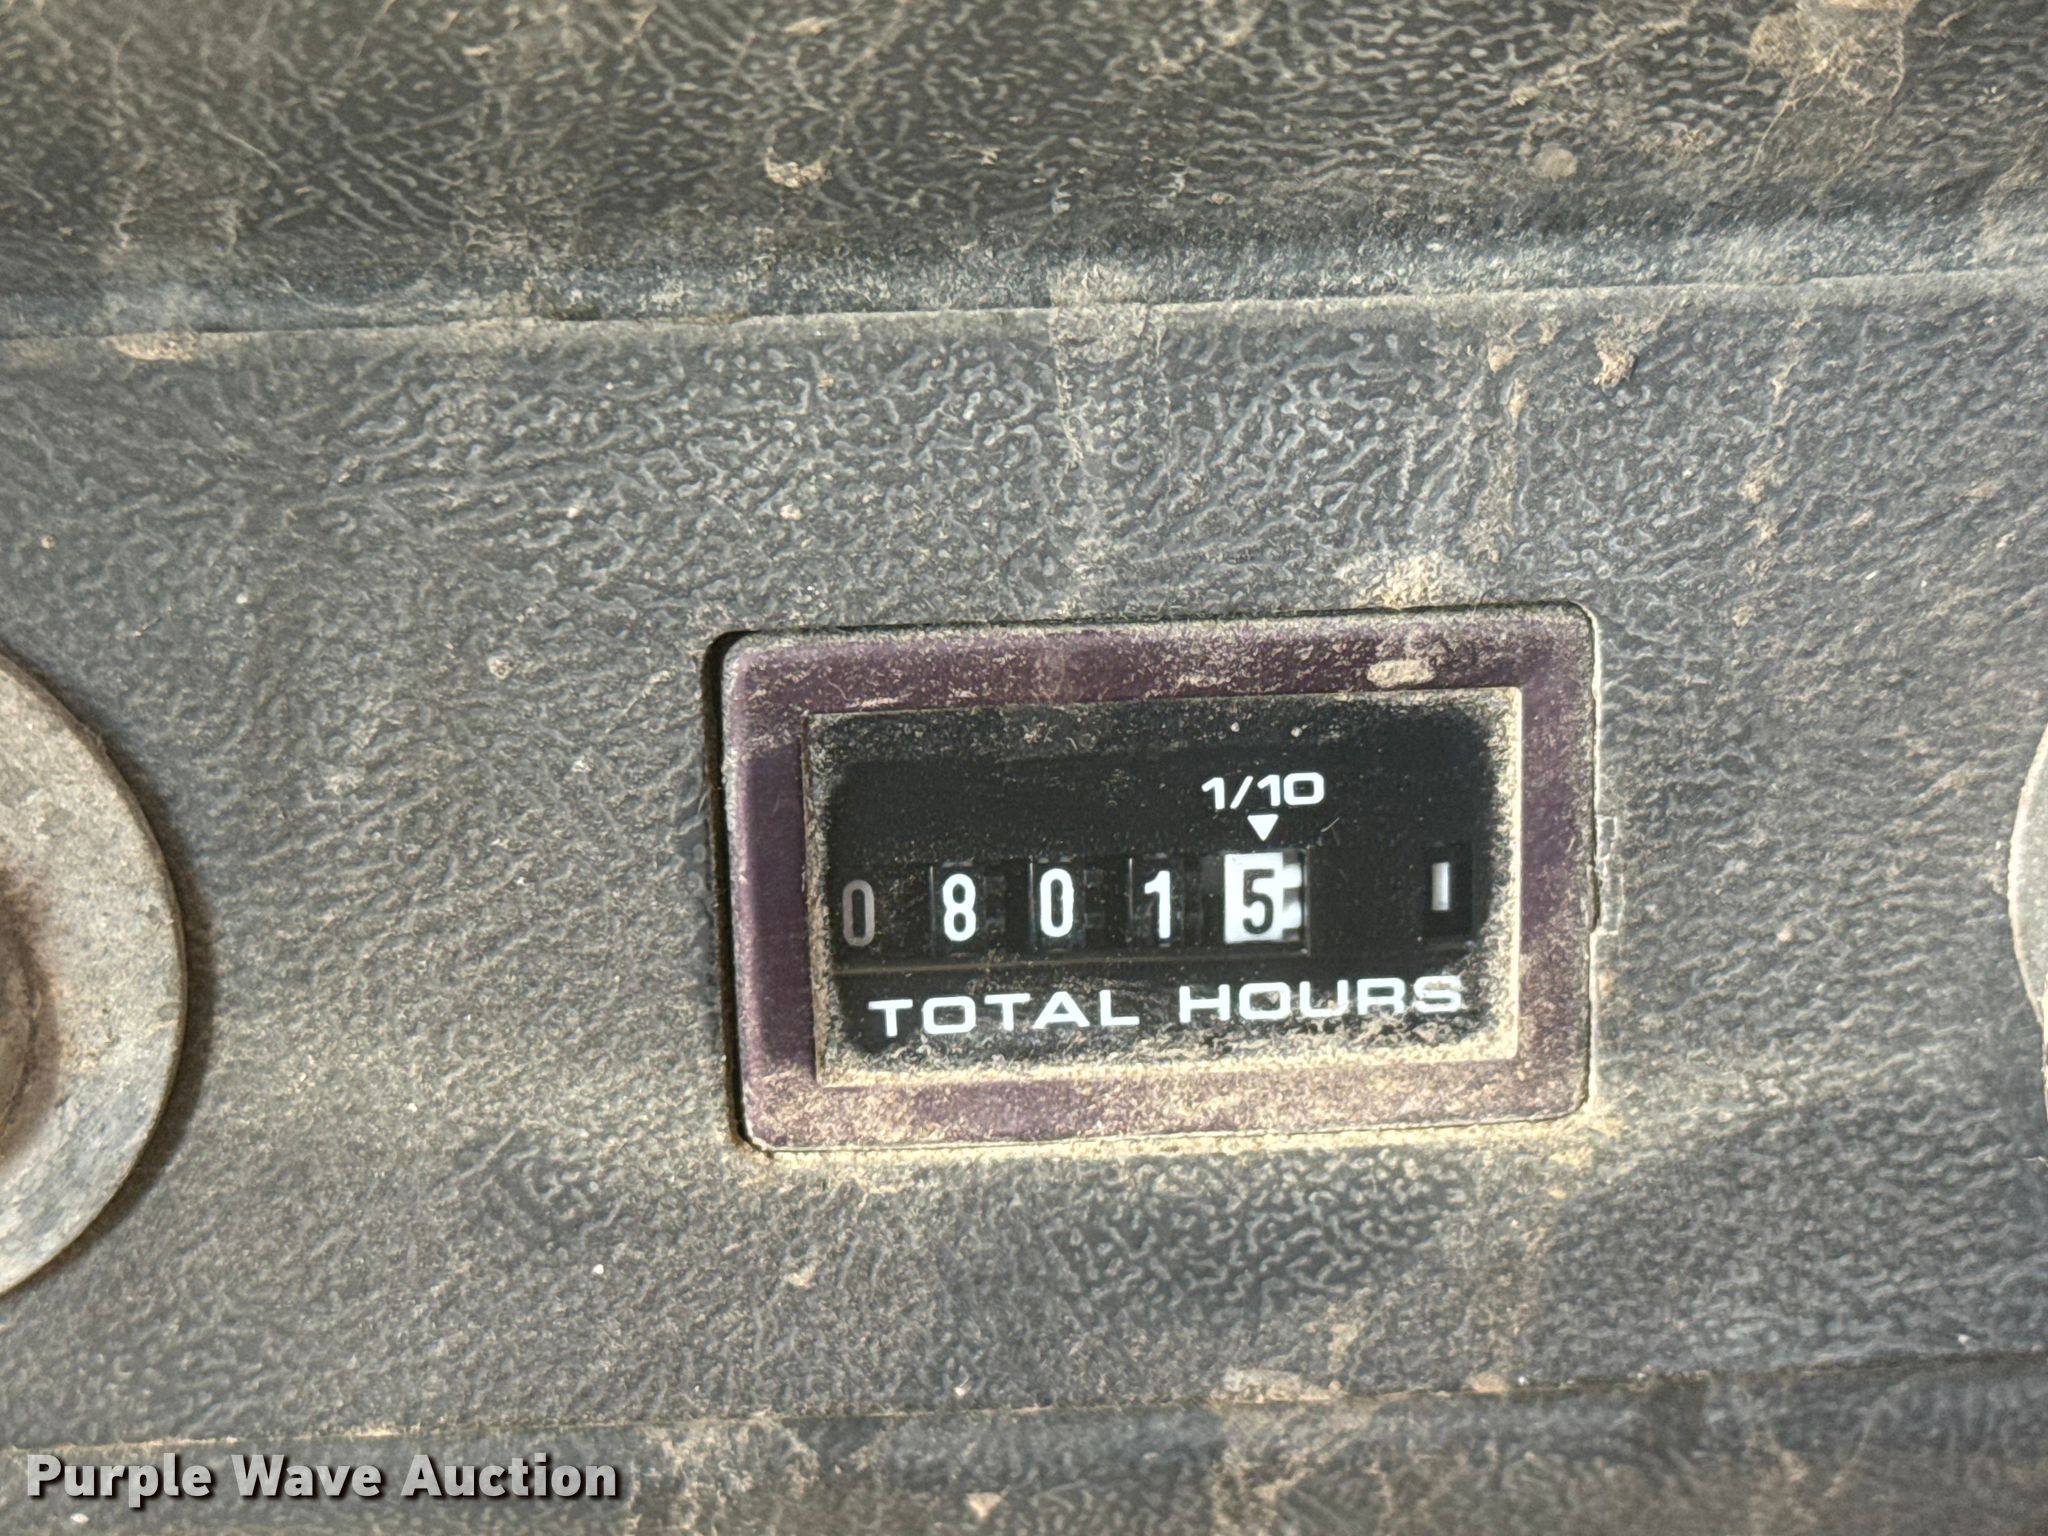 1/10
08015
TOTAL HOURS
Purple Wave Auction